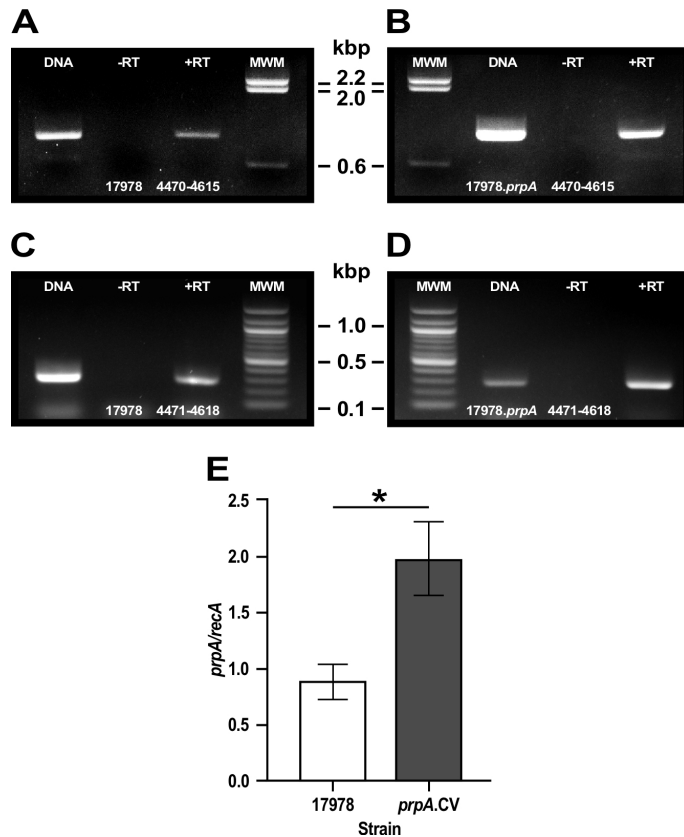 A
B
kbp
DNA -RT +RT MWM
MWM DNA -RT +RT
2.2
2.0
0.6
17978 4470-4615
17978.prpA 4470-4615
C
D
kbp
DNA -RT +RT MWM
MWM DNA -RT +RT
1.0
0.5
0.1
17978 4471-4618
17978.prpA 4471-4618
E
2.5
2.0
1.5
1.0
0.5
0.0
prpA/recA
*
17978 prpA.CV
Strain